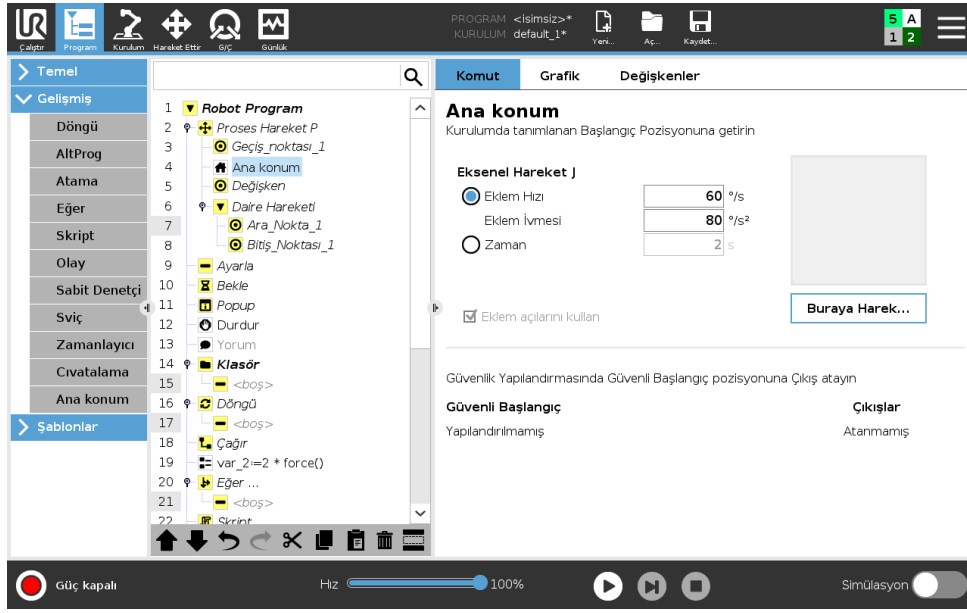 UR
Çalıştır
Program
Kurulum
Hareket Ettir
G/Ç
Günlük
PROGRAM <isimsiz>*
KURULUM default_1*
Yeni...
Aç...
Kaydet...
5 A
1 2
Temel
Gelişmiş
Döngü
AltProg
Atama
Eğer
Skript
Olay
Sabit Denetçi
Sviç
Zamanlayıcı
Cıvatalama
Ana konum
Şablonlar
1 Robot Program
2 Proses Hareket P
3 Geçiş_noktası_1
4 Ana konum
5 Değişken
6 Daire Hareketi
7 Ara_Nokta_1
8 Bitiş_Noktası_1
9 Ayarla
10 Bekle
11 Popup
12 Durdur
13 Yorum
14 Klasör
15 <boş>
16 Döngü
17 <boş>
18 Çağır
19 var_2:=2 * force()
20 Eğer ...
21 <boş>
22 Skript
Komut Grafik Değişkenler
Ana konum
Kurulumda tanımlanan Başlangıç Pozisyonuna getirin
Eksenel Hareket J
Eklem Hızı 60 °/s
Eklem İvmesi 80 °/s²
Zaman 2 s
Eklem açılarını kullan
Buraya Harek...
Güvenlik Yapılandırmasında Güvenli Başlangıç pozisyonuna Çıkış atayın
Güvenli Başlangıç Çıkışlar
Yapılandırılmamış Atanmamış
Güç kapalı
Hız 100%
Simülasyon